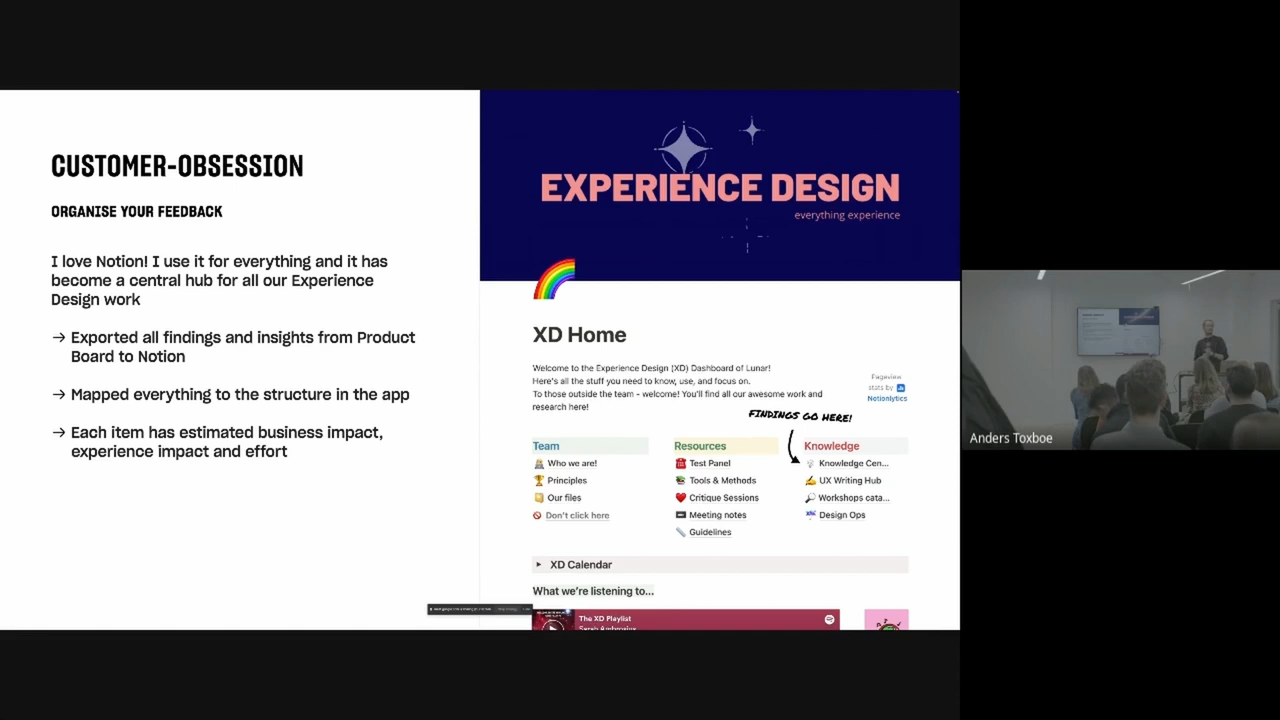 CUSTOMER-OBSESSION
ORGANISE YOUR FEEDBACK
I love Notion! I use it for everything and it has
become a central hub for all our Experience
Design work
→ Exported all findings and insights from Product
Board to Notion
→ Mapped everything to the structure in the app
→ Each item has estimated business impact,
experience impact and effort
EXPERIENCE DESIGN
everything experience
XD Home
Welcome to the Experience Design (XD) Dashboard of Lunar!
Here's all the stuff you need to know, use, and focus on.
To those outside the team - welcome! You'll find all our awesome work and
research here!
Pageview
stats by
Notionlytics
FINDINGS GO HERE!
Team
Who we are!
Principles
Our files
Don't click here
Resources
Test Panel
Tools & Methods
Critique Sessions
Meeting notes
Guidelines
Knowledge
Knowledge Cen...
UX Writing Hub
Workshops cata...
Design Ops
XD Calendar
What we're listening to...
The XD Playlist
Sarah Ambrosius
Anders Toxboe